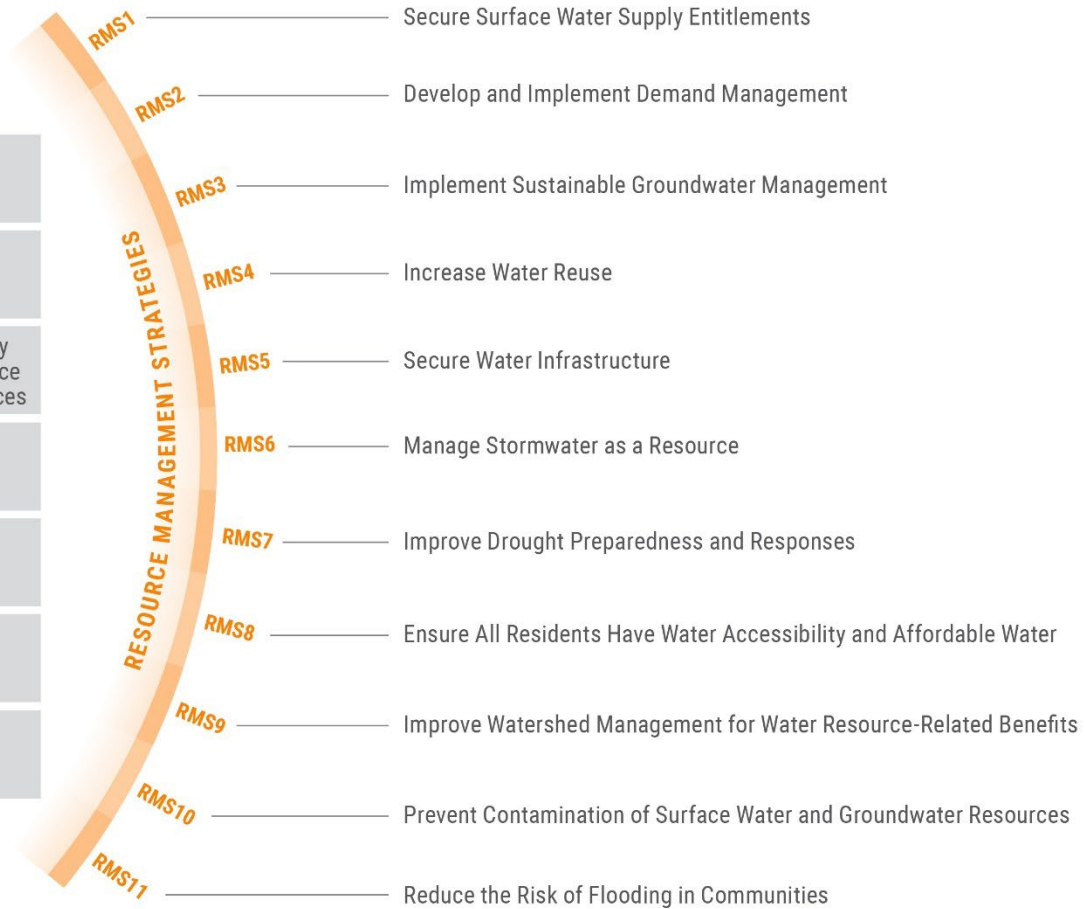 RMS1
Secure Surface Water Supply Entitlements
RMS2
Develop and Implement Demand Management
RMS3
Implement Sustainable Groundwater Management
RMS4
Increase Water Reuse
RMS5
Secure Water Infrastructure
RMS6
Manage Stormwater as a Resource
RMS7
Improve Drought Preparedness and Responses
RMS8
Ensure All Residents Have Water Accessibility and Affordable Water
RMS9
Improve Watershed Management for Water Resource-Related Benefits
RMS10
Prevent Contamination of Surface Water and Groundwater Resources
RMS11
Reduce the Risk of Flooding in Communities
RESOURCE MANAGEMENT STRATEGIES